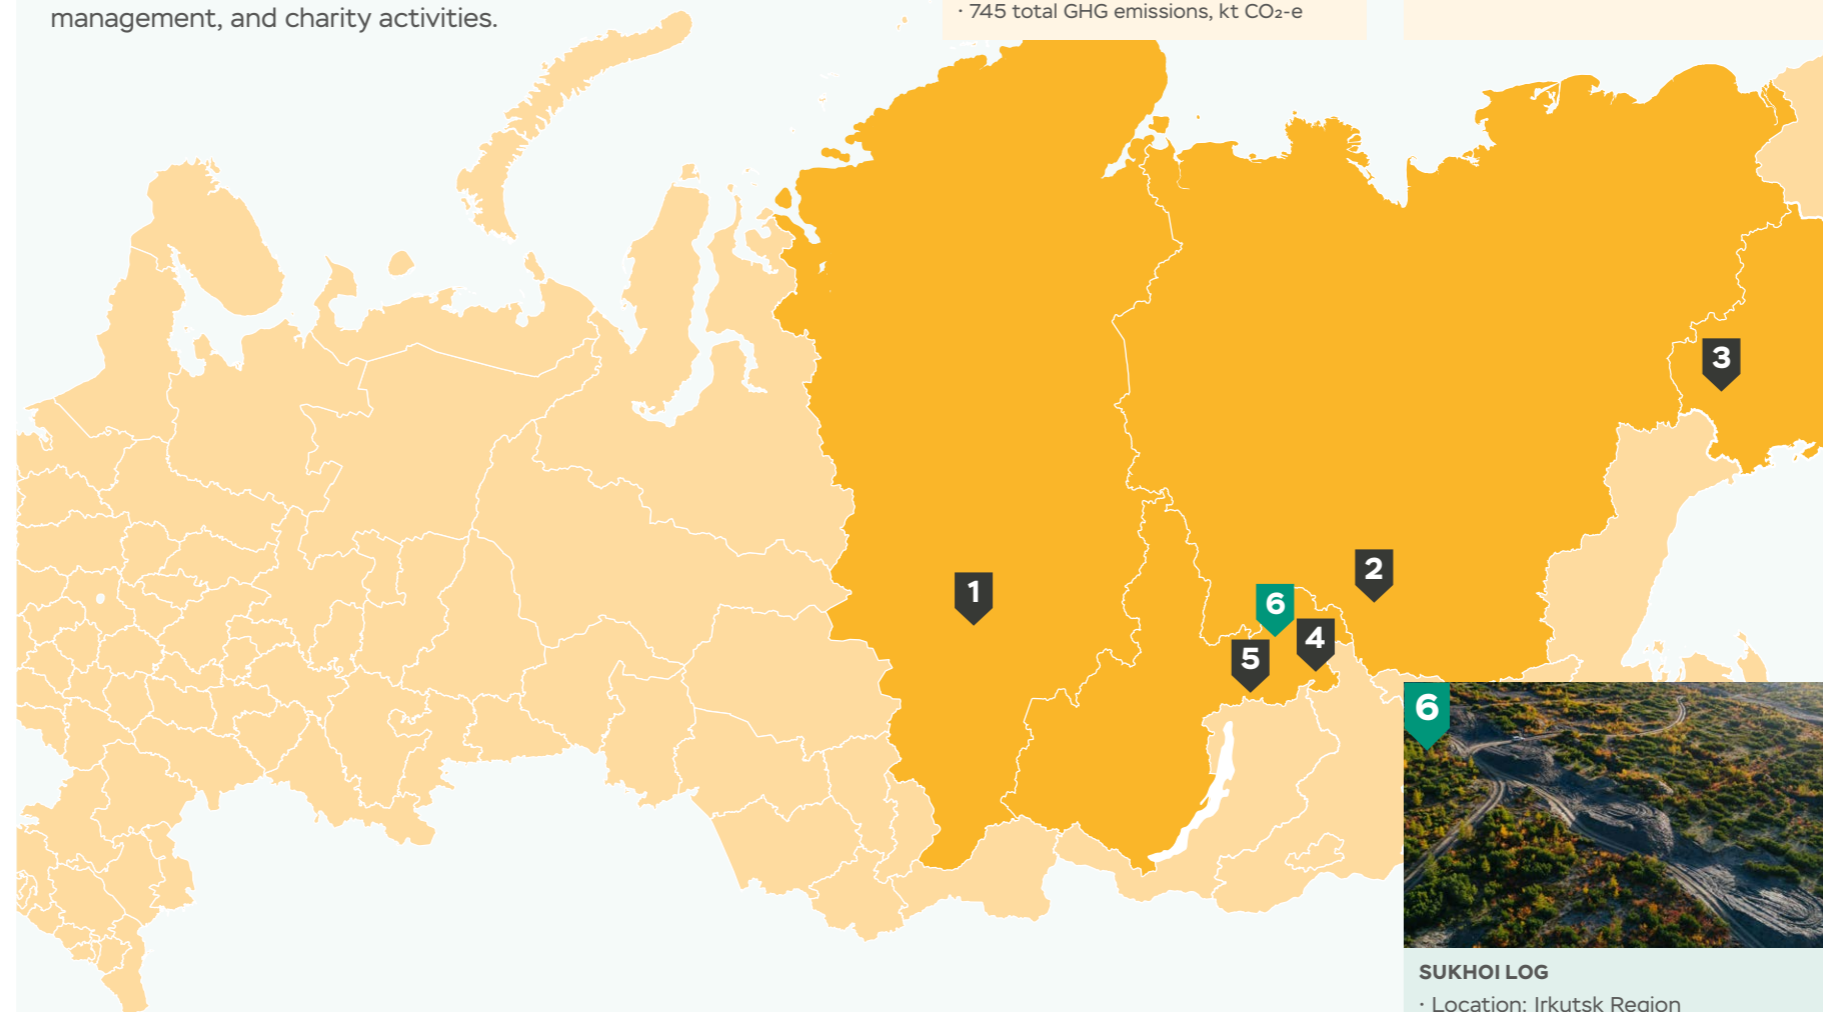 management, and charity activities.
· 745 total GHG emissions, kt CO₂-e
3
2
1
6
4
5
6
SUKHOI LOG
· Location: Irkutsk Region